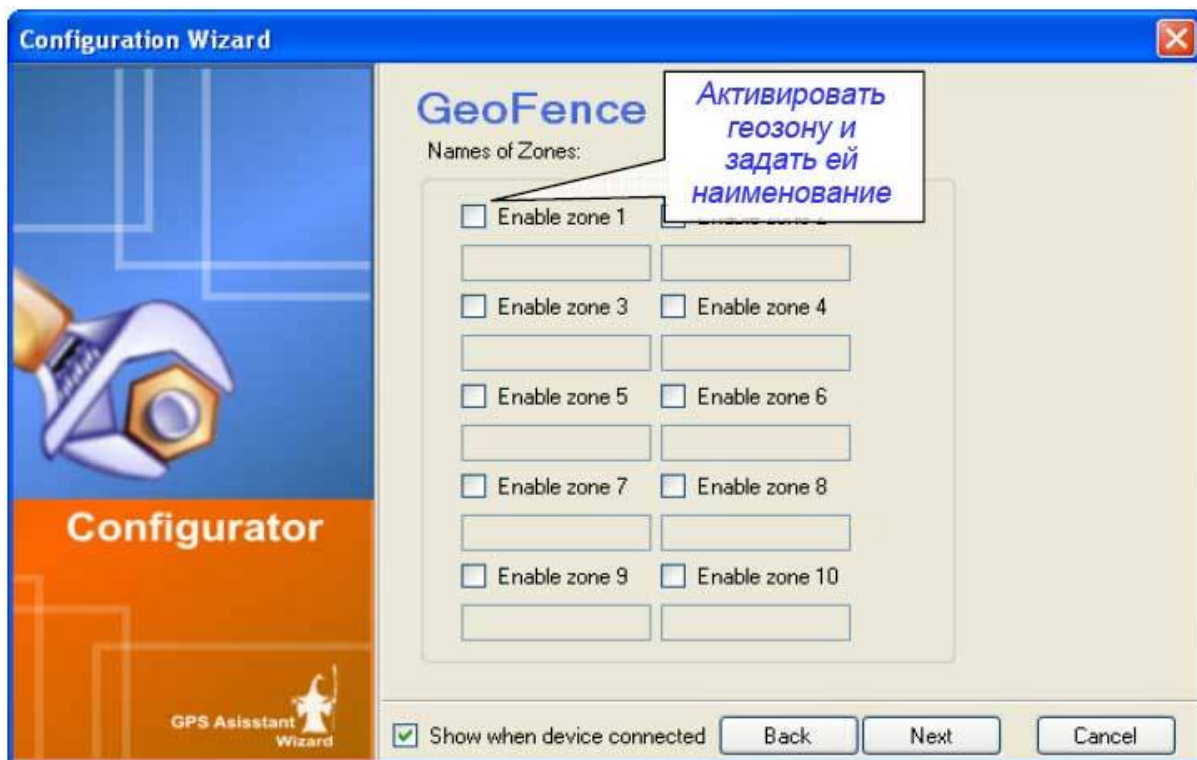 Configuration Wizard
GeoFence
Активировать
геозону и
задать ей
наименование
Names of Zones:
Enable zone 1
Enable zone 3
Enable zone 4
Enable zone 5
Enable zone 6
Enable zone 7
Enable zone 8
Enable zone 9
Enable zone 10
Configurator
GPS Asisstant
Wizard
Show when device connected
Back
Next
Cancel